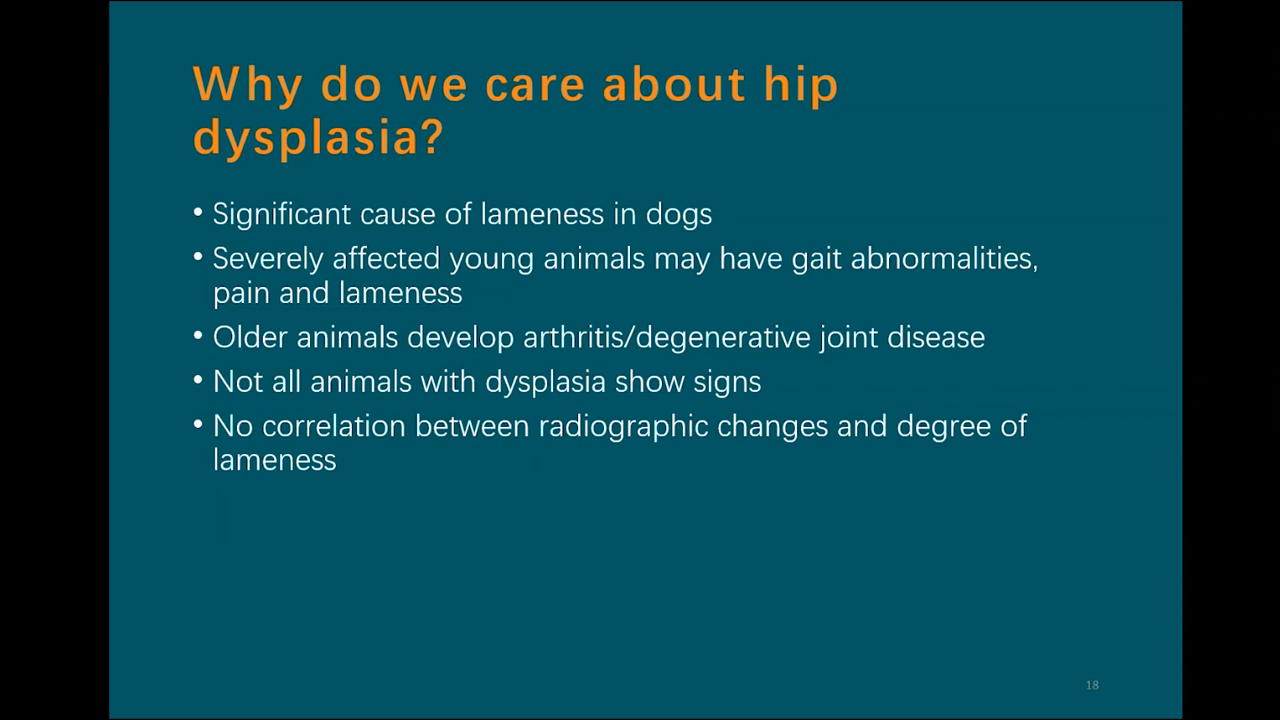 Why do we care about hip
dysplasia?
• Significant cause of lameness in dogs
• Severely affected young animals may have gait abnormalities,
pain and lameness
• Older animals develop arthritis/degenerative joint disease
• Not all animals with dysplasia show signs
• No correlation between radiographic changes and degree of
lameness
18